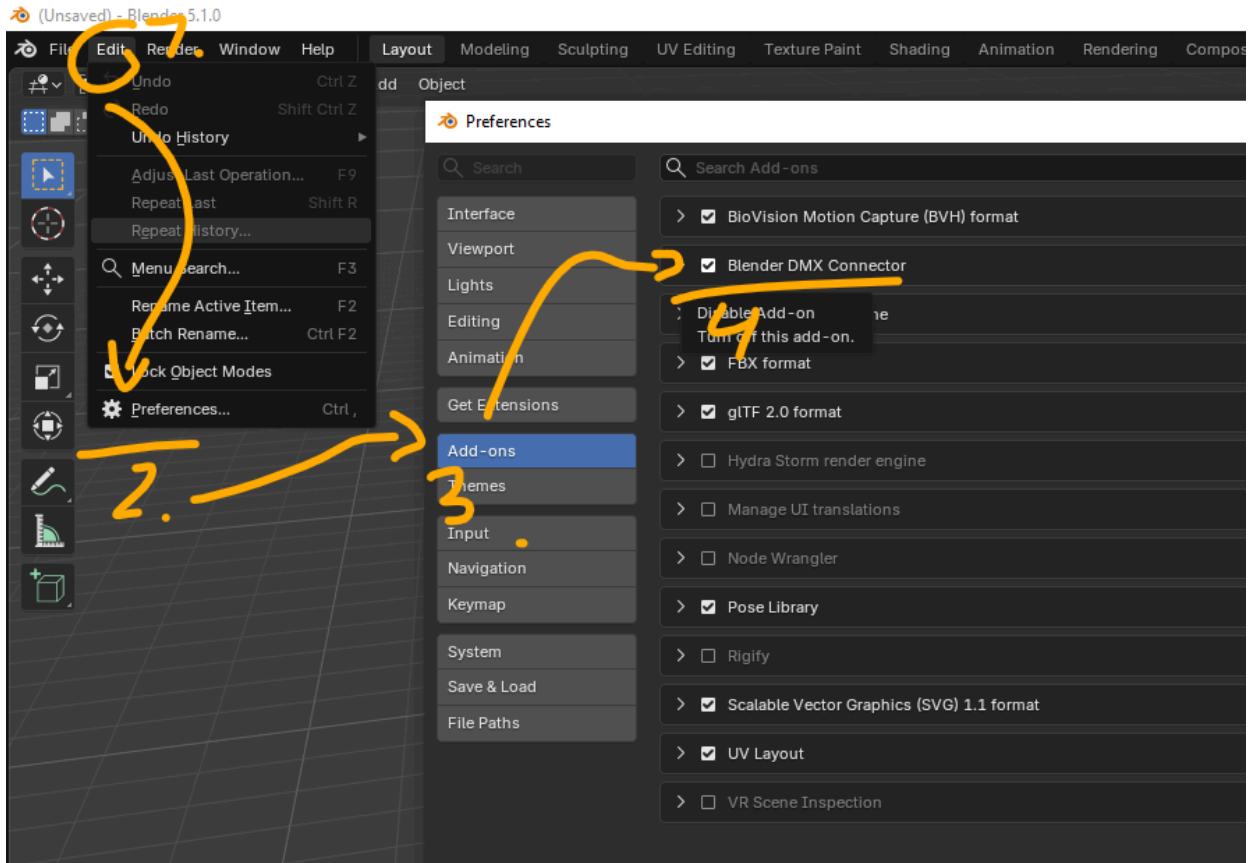 (Unsaved) - Blender 5.1.0
File Edit Render Window Help Layout Modeling Sculpting UV Editing Texture Paint Shading Animation Rendering Compos
1.
dd Object
Undo Ctrl Z
Redo Shift Ctrl Z
Undo History
Adjust Last Operation... F9
Repeat Last Shift R
Repeat History...
Menu Search... F3
Rename Active Item... F2
Batch Rename... Ctrl F2
Lock Object Modes
Preferences... Ctrl ,
2.
Preferences
Search
Interface
Viewport
Lights
Editing
Animation
Get Extensions
Add-ons
Themes
3.
Input
Navigation
Keymap
System
Save & Load
File Paths
Search Add-ons
BioVision Motion Capture (BVH) format
Blender DMX Connector
4
ne
Disable Add-on
Turn off this add-on.
FBX format
glTF 2.0 format
Hydra Storm render engine
Manage UI translations
Node Wrangler
Pose Library
Rigify
Scalable Vector Graphics (SVG) 1.1 format
UV Layout
VR Scene Inspection